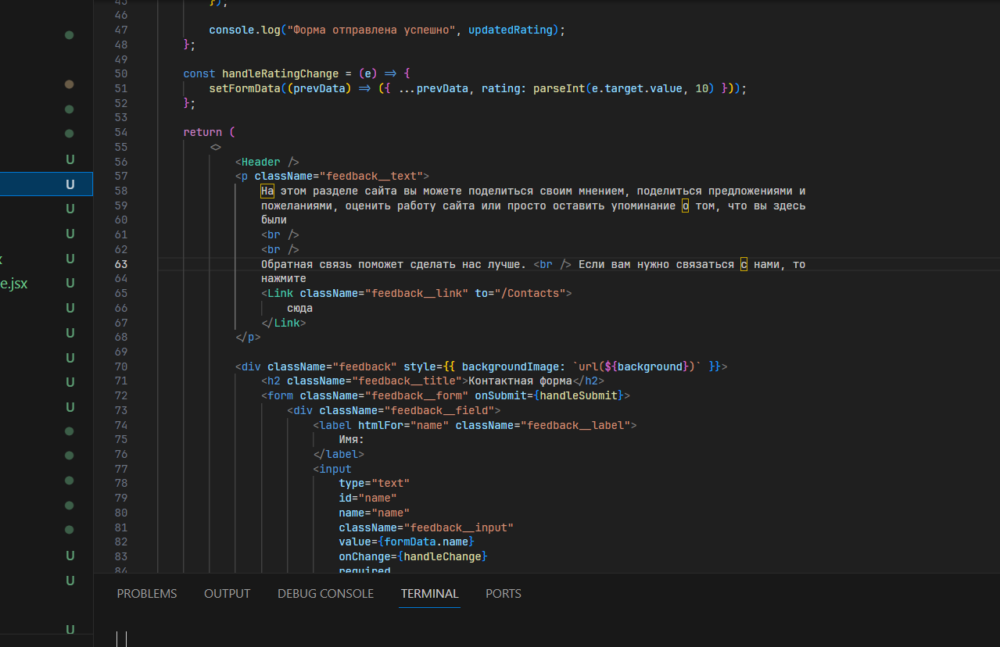 45 });
46
47 console.log("Форма отправлена успешно", updatedRating);
48 };
49
50 const handleRatingChange = (e) => {
51 setFormData((prevData) => ({ ...prevData, rating: parseInt(e.target.value, 10) }));
52 };
53
54 return (
55 <>
U
56 <Header />
57 <p className="feedback__text">
U
58 На этом разделе сайта вы можете поделиться своим мнением, поделиться предложениями и
59 пожеланиями, оценить работу сайта или просто оставить упоминание о том, что вы здесь
U
60 были
61 <br />
U
62 <br />
x U
63 Обратная связь поможет сделать нас лучше. <br /> Если вам нужно связаться с нами, то
64 нажмите
e.jsx U
65 <Link className="feedback__link" to="/Contacts">
66 сюда
U
67 </Link>
U
68 </p>
69
U
70 <div className="feedback" style={{ backgroundImage: `url(${background})` }}>
71 <h2 className="feedback__title">Контактная форма</h2>
U
72 <form className="feedback__form" onSubmit={handleSubmit}>
U
73 <div className="feedback__field">
74 <label htmlFor="name" className="feedback__label">
75 Имя:
76 </label>
77 <input
78 type="text"
79 id="name"
80 name="name"
81 className="feedback__input"
82 value={formData.name}
U
83 onChange={handleChange}
84 required
U
PROBLEMS OUTPUT DEBUG CONSOLE TERMINAL PORTS
U